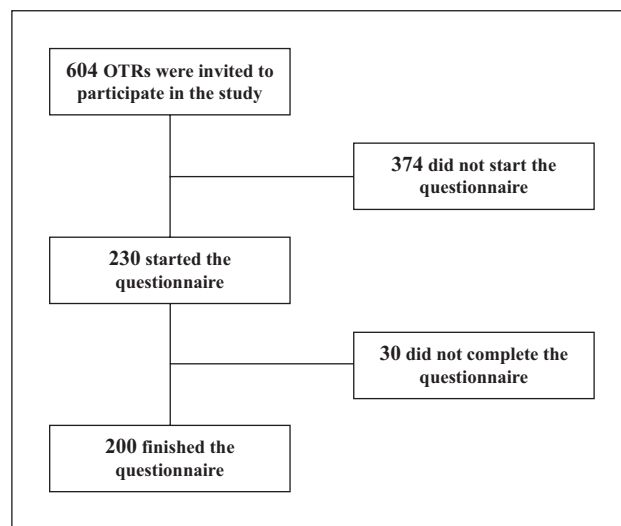 604 OTRs were invited to
participate in the study
374 did not start the
questionnaire
230 started the
questionnaire
30 did not complete the
questionnaire
200 finished the
questionnaire